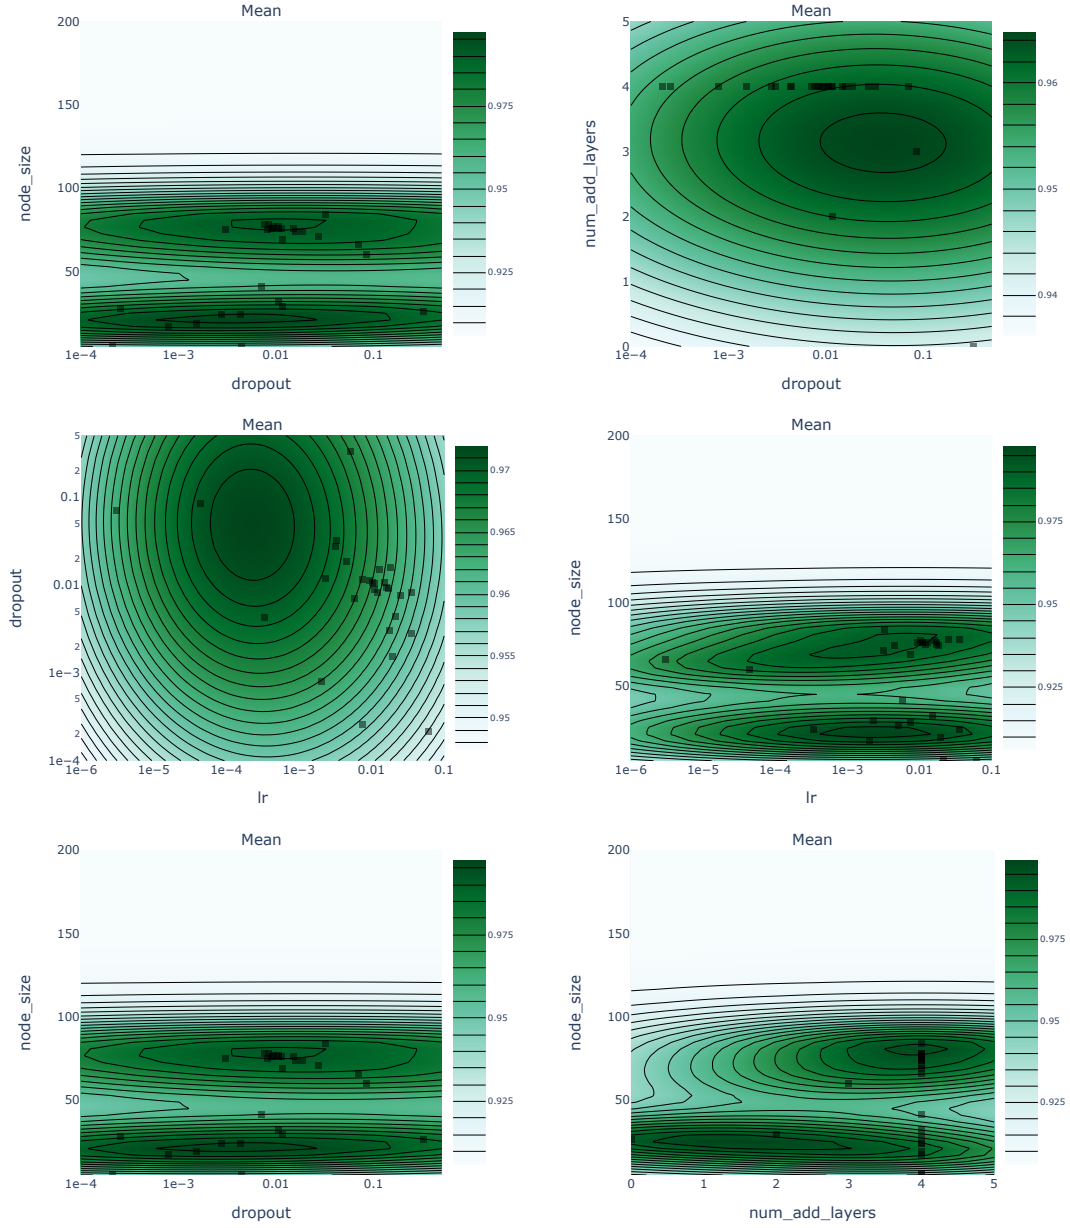 Mean
200
150
100
50
node_size
1e−4
1e−3
0.01
0.1
dropout
0.975
0.95
0.925
Mean
5
4
3
2
1
0
num_add_layers
1e−4
1e−3
0.01
0.1
dropout
0.96
0.95
0.94
Mean
5
2
0.1
5
2
0.01
5
2
1e−3
5
2
1e−4
dropout
1e−6
1e−5
1e−4
1e−3
0.01
0.1
lr
0.97
0.965
0.96
0.955
0.95
Mean
200
150
100
50
node_size
1e−6
1e−5
1e−4
1e−3
0.01
0.1
lr
0.975
0.95
0.925
Mean
200
150
100
50
node_size
1e−4
1e−3
0.01
0.1
dropout
0.975
0.95
0.925
Mean
200
150
100
50
node_size
0
1
2
3
4
5
num_add_layers
0.975
0.95
0.925